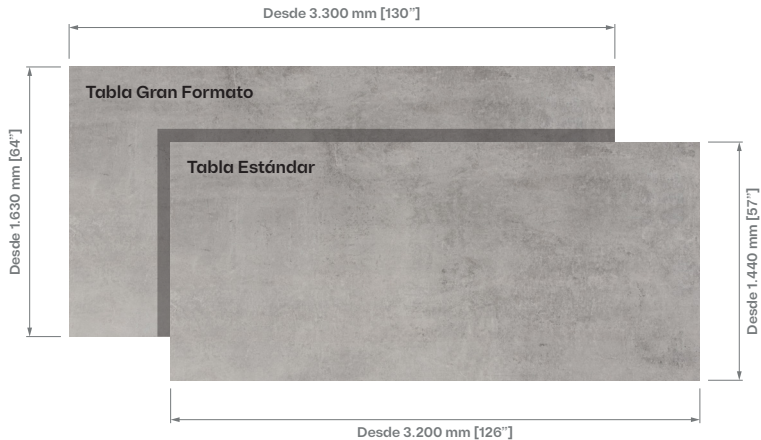 Desde 3.300 mm [130”]
Tabla Gran Formato
Desde 1.630 mm [64”]
Tabla Estándar
Desde 1.440 mm [57”]
Desde 3.200 mm [126”]